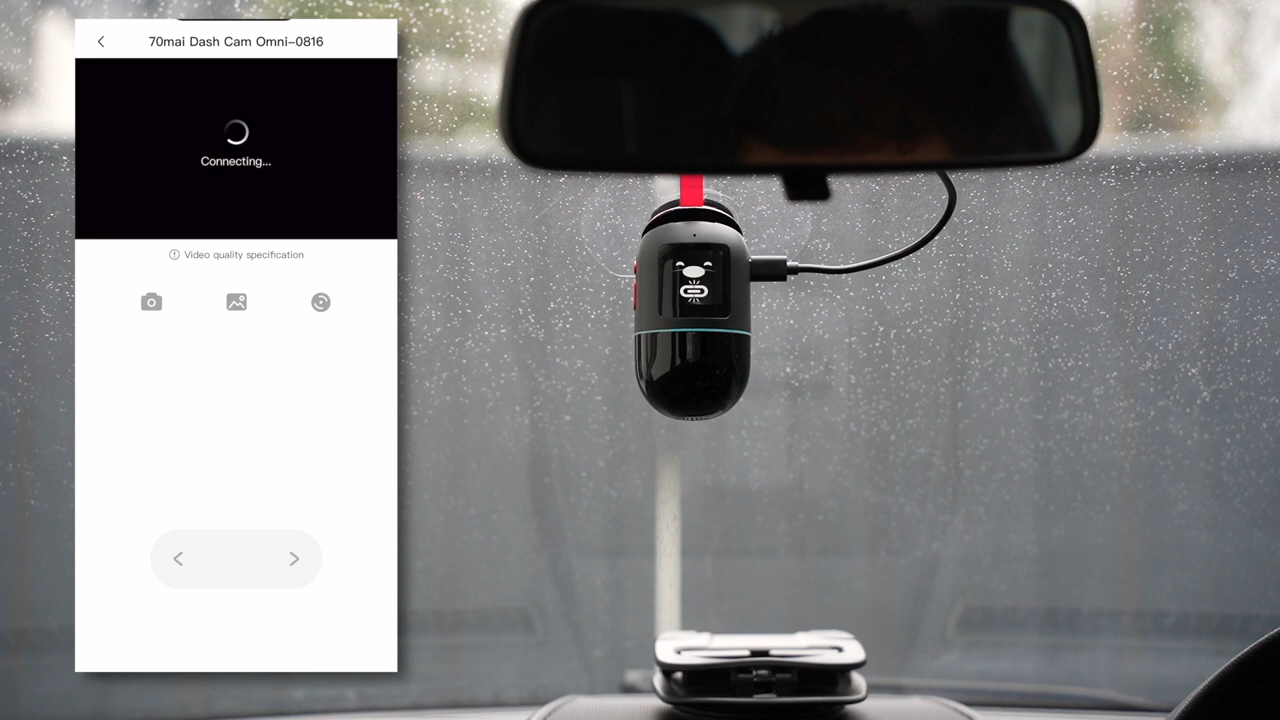 70mai Dash Cam Omni-0816
Connecting...
Video quality specification